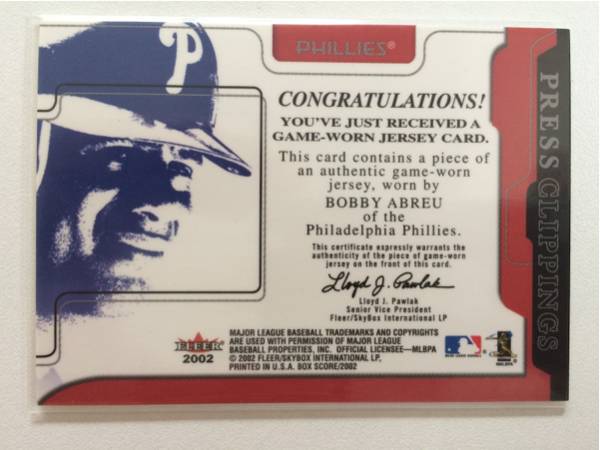 PHILLIES®
P
CONGRATULATIONS!
YOU'VE JUST RECEIVED A
GAME-WORN JERSEY CARD.
This card contains a piece of
an authentic game-worn
jersey, worn by
BOBBY ABREU
of the
Philadelphia Phillies.
This certificate expressly warrants the
authenticity of the piece of game-worn
jersey on the front of this card.
Lloyd J. Pawlak
Lloyd J. Pawlak
Senior Vice President
Fleer/SkyBox International LP
FLEER
2002
MAJOR LEAGUE BASEBALL TRADEMARKS AND COPYRIGHTS
ARE USED WITH PERMISSION OF MAJOR LEAGUE
BASEBALL PROPERTIES, INC. OFFICIAL LICENSEE—MLBPA
© 2002 FLEER/SKYBOX INTERNATIONAL LP.
PRINTED IN U.S.A. BOX SCORE/2002
PRESS CLIPPINGS